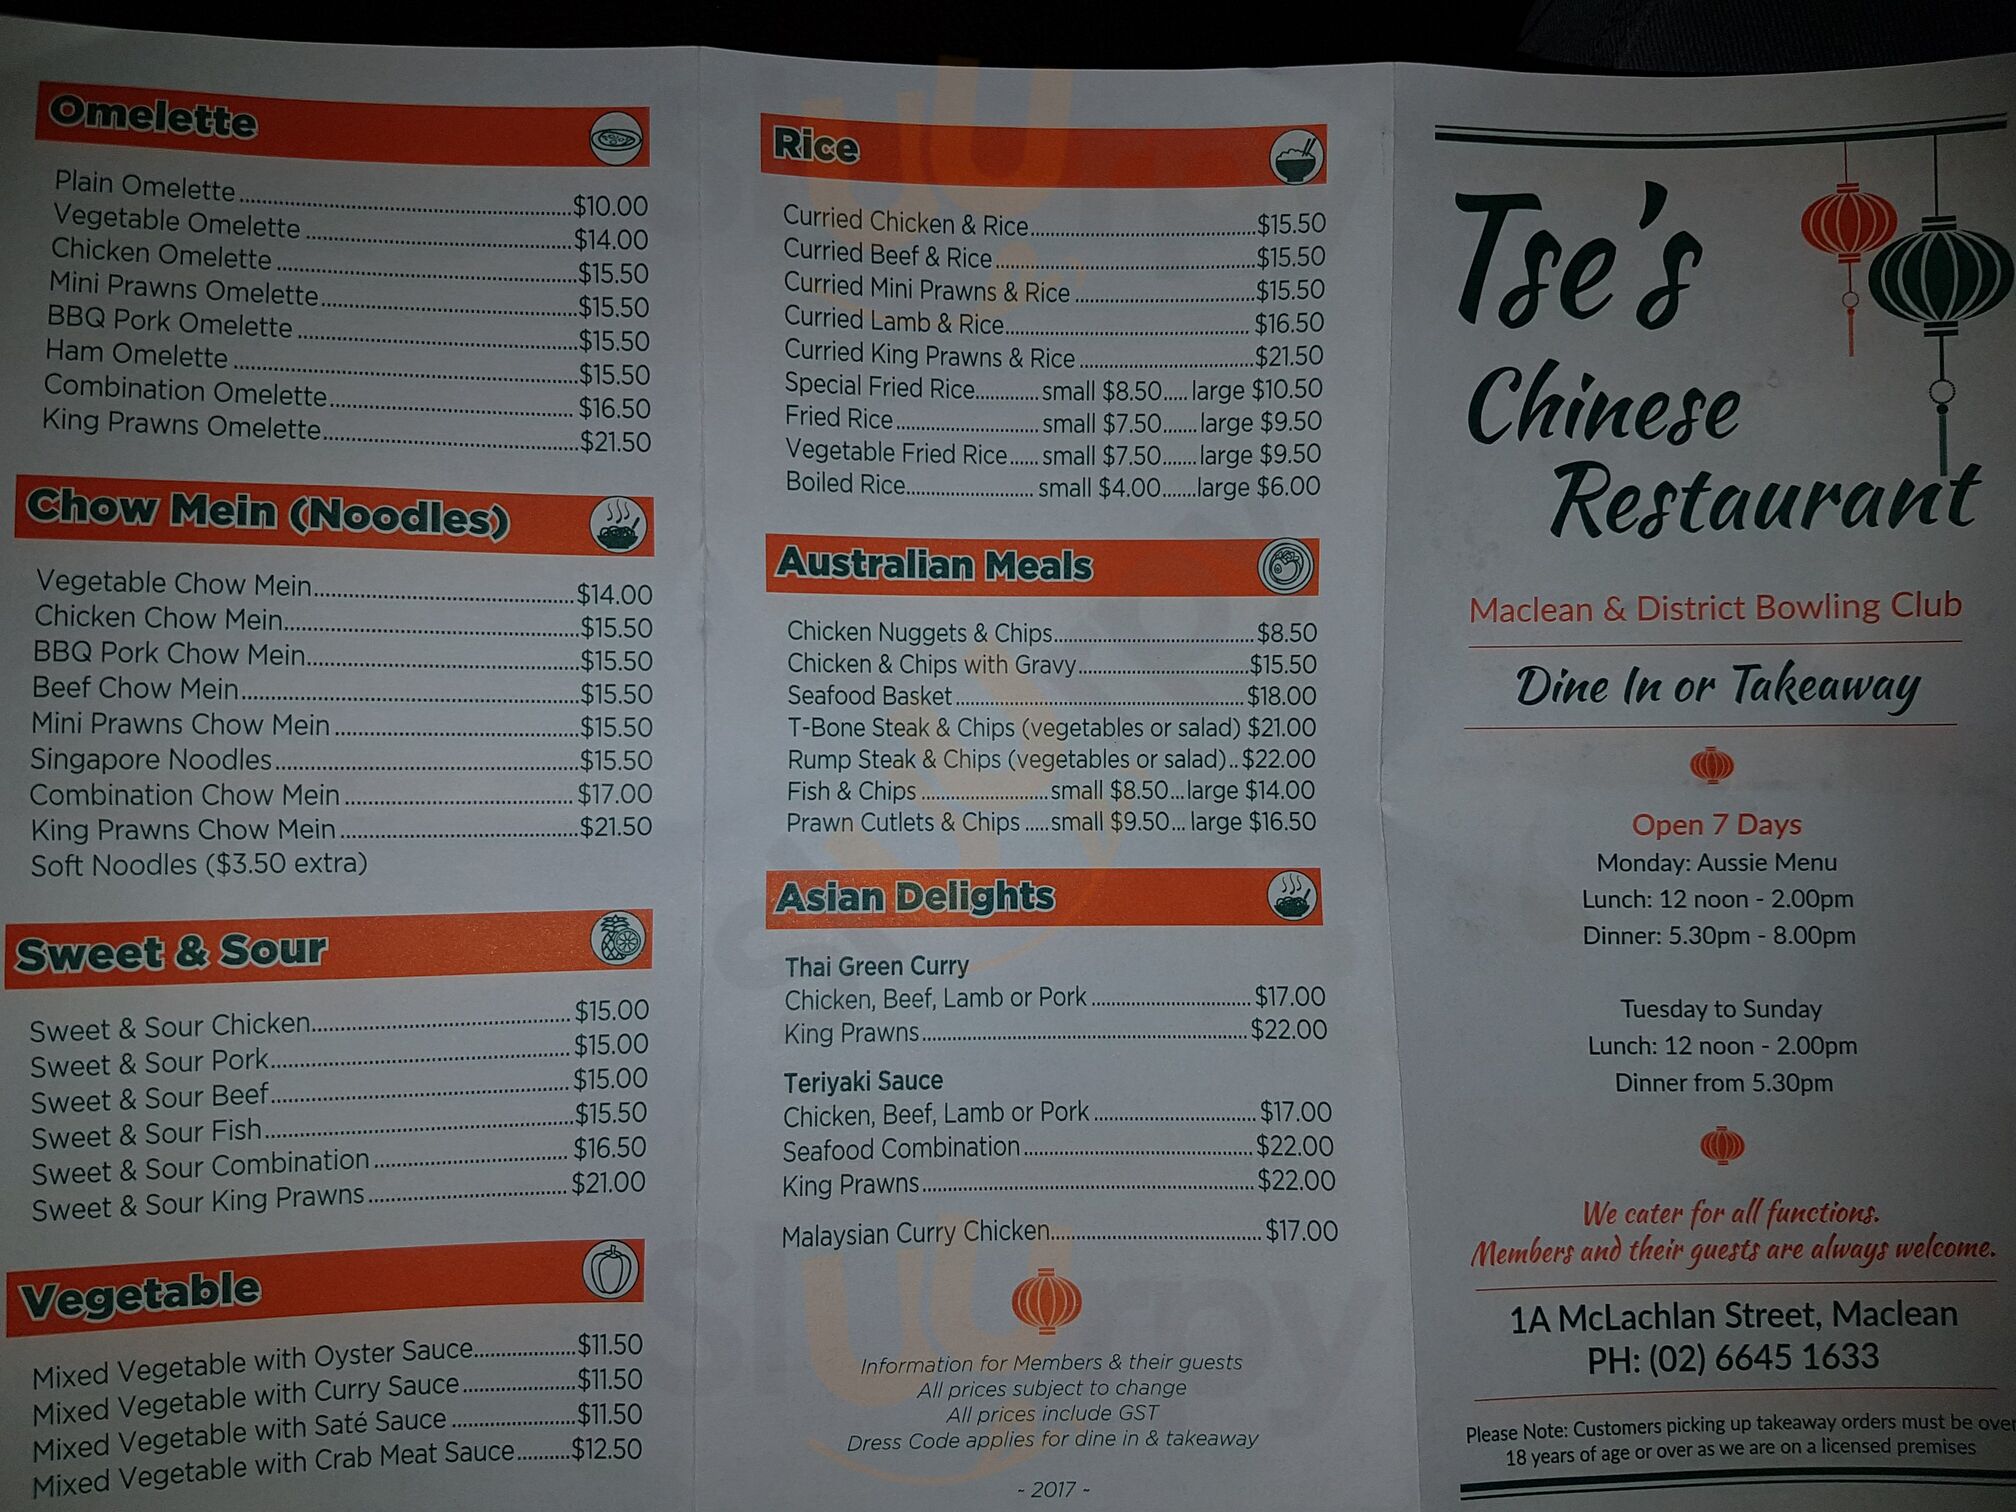 Omelette
Plain Omelette $10.00
Vegetable Omelette $14.00
Chicken Omelette $15.50
Mini Prawns Omelette $15.50
BBQ Pork Omelette $15.50
Ham Omelette $15.50
Combination Omelette $16.50
King Prawns Omelette $21.50
Chow Mein (Noodles)
Vegetable Chow Mein $14.00
Chicken Chow Mein $15.50
BBQ Pork Chow Mein $15.50
Beef Chow Mein $15.50
Mini Prawns Chow Mein $15.50
Singapore Noodles $15.50
Combination Chow Mein $17.00
King Prawns Chow Mein $21.50
Soft Noodles ($3.50 extra)
Sweet & Sour
Sweet & Sour Chicken $15.00
Sweet & Sour Pork $15.00
Sweet & Sour Beef $15.00
Sweet & Sour Fish $15.50
Sweet & Sour Combination $16.50
Sweet & Sour King Prawns $21.00
Vegetable
Mixed Vegetable with Oyster Sauce $11.50
Mixed Vegetable with Curry Sauce $11.50
Mixed Vegetable with Saté Sauce $11.50
Mixed Vegetable with Crab Meat Sauce $12.50
Rice
Curried Chicken & Rice $15.50
Curried Beef & Rice $15.50
Curried Mini Prawns & Rice $15.50
Curried Lamb & Rice $16.50
Curried King Prawns & Rice $21.50
Special Fried Rice small $8.50 large $10.50
Fried Rice small $7.50 large $9.50
Vegetable Fried Rice small $7.50 large $9.50
Boiled Rice small $4.00 large $6.00
Australian Meals
Chicken Nuggets & Chips $8.50
Chicken & Chips with Gravy $15.50
Seafood Basket $18.00
T-Bone Steak & Chips (vegetables or salad) $21.00
Rump Steak & Chips (vegetables or salad) $22.00
Fish & Chips small $8.50 large $14.00
Prawn Cutlets & Chips small $9.50 large $16.50
Asian Delights
Thai Green Curry
Chicken, Beef, Lamb or Pork $17.00
King Prawns $22.00
Teriyaki Sauce
Chicken, Beef, Lamb or Pork $17.00
Seafood Combination $22.00
King Prawns $22.00
Malaysian Curry Chicken $17.00
Information for Members & their guests
All prices subject to change
All prices include GST
Dress Code applies for dine in & takeaway
~ 2017 ~
Tse's
Chinese
Restaurant
Maclean & District Bowling Club
Dine In or Takeaway
Open 7 Days
Monday: Aussie Menu
Lunch: 12 noon - 2.00pm
Dinner: 5.30pm - 8.00pm
Tuesday to Sunday
Lunch: 12 noon - 2.00pm
Dinner from 5.30pm
We cater for all functions.
Members and their guests are always welcome.
1A McLachlan Street, Maclean
PH: (02) 6645 1633
Please Note: Customers picking up takeaway orders must be over
18 years of age or over as we are on a licensed premises